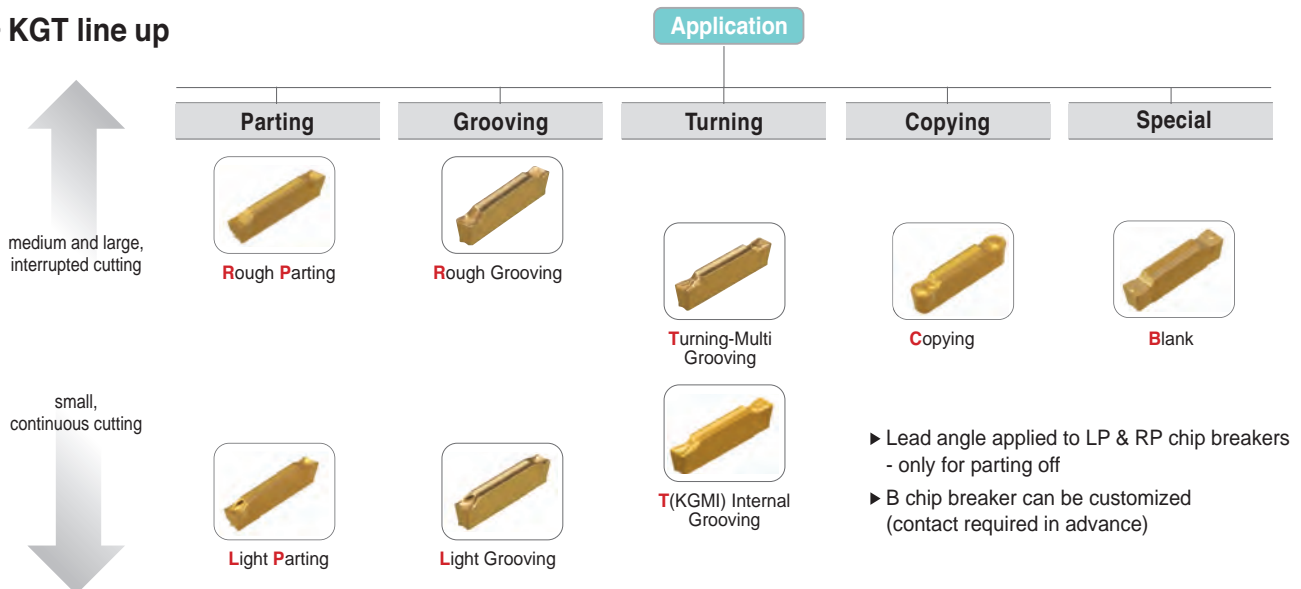 KGT line up
Application
Parting
Grooving
Turning
Copying
Special
medium and large,
interrupted cutting
Rough Parting
Rough Grooving
Turning-Multi
Grooving
Copying
Blank
small,
continuous cutting
Light Parting
Light Grooving
T(KGMI) Internal
Grooving
▶ Lead angle applied to LP & RP chip breakers
- only for parting off
▶ B chip breaker can be customized
(contact required in advance)